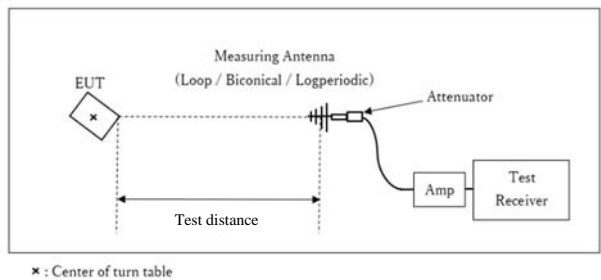 Measuring Antenna
(Loop / Biconical / Logperiodic)
EUT
Attenuator
Amp
Test
Receiver
Test distance
× : Center of turn table